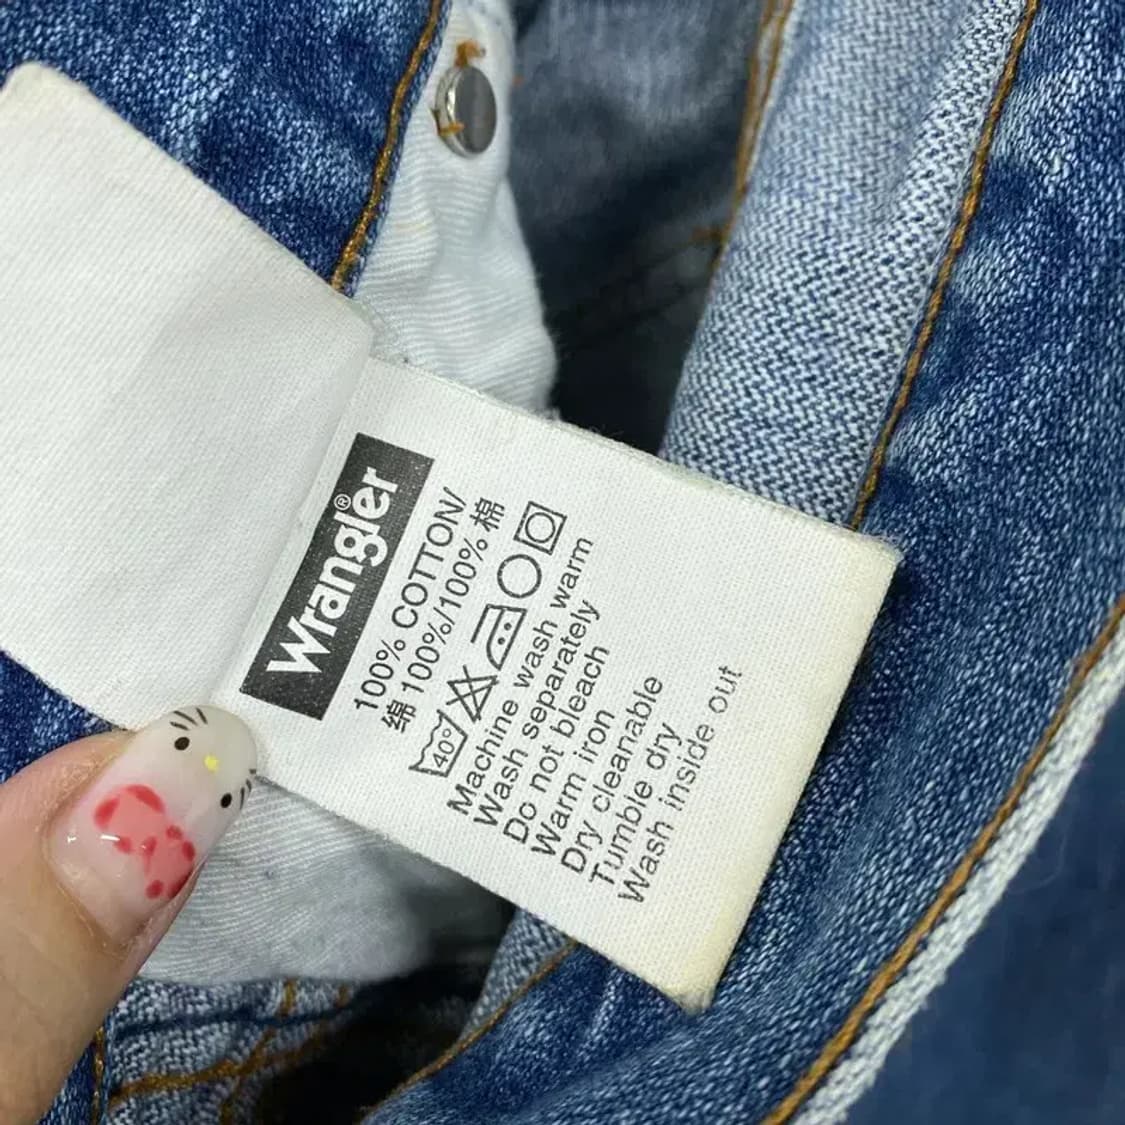 Wrangler®
100% COTTON/
绵 100%/100% 棉
40°
Machine wash warm
Wash separately
Do not bleach
Warm iron
Dry cleanable
Tumble dry
Wash inside out